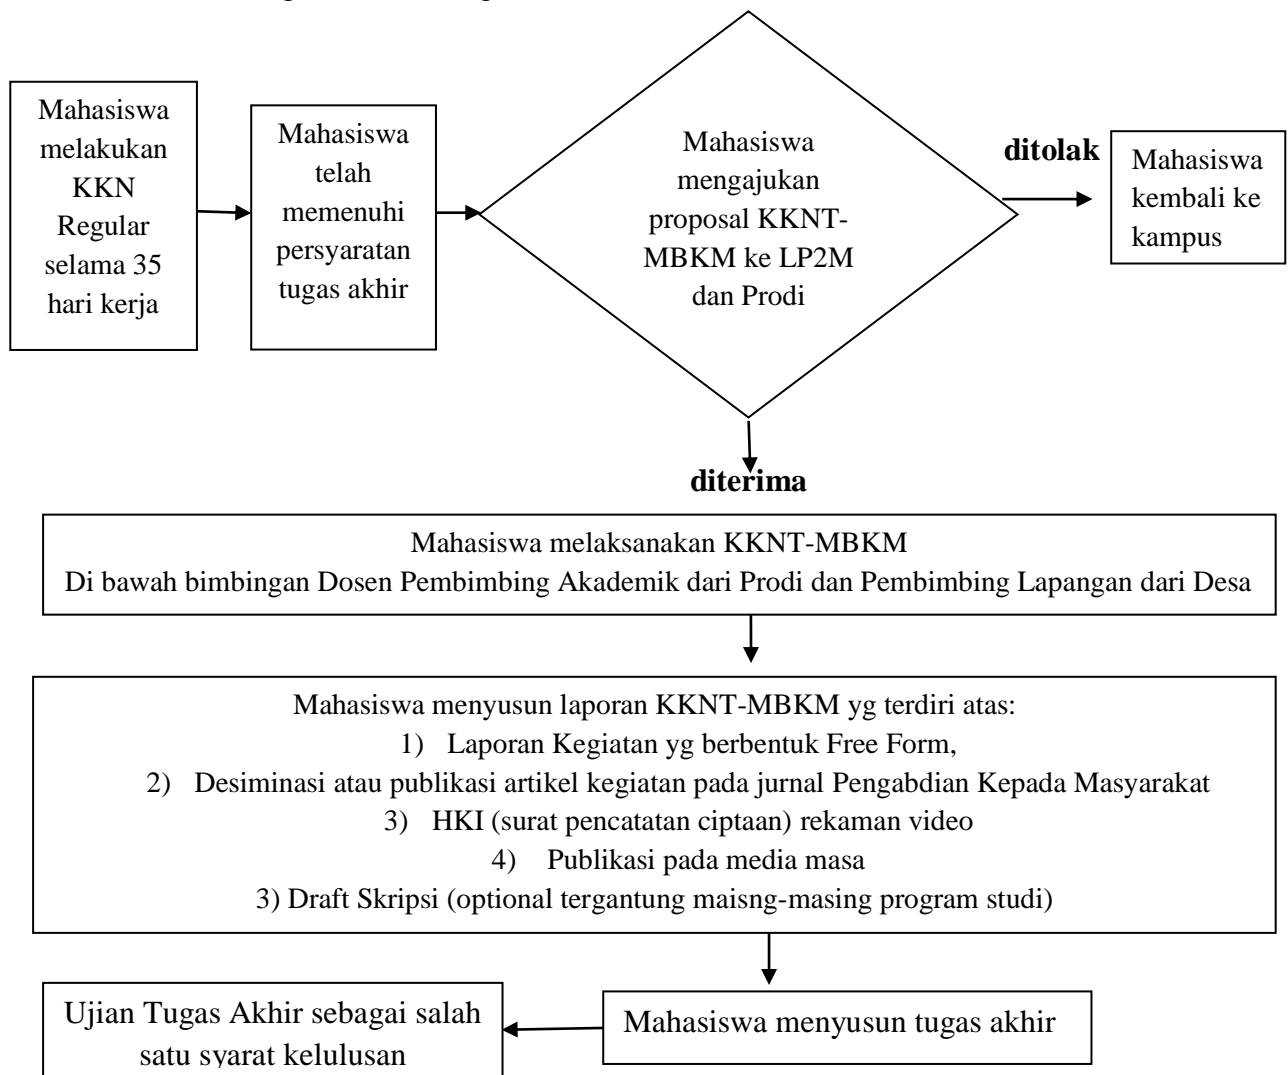 Mahasiswa
melakukan
KKN
Regular
selama 35
hari kerja
Mahasiswa
telah
memenuhi
persyaratan
tugas akhir
Mahasiswa
mengajukan
proposal KKNT-
MBKM ke LP2M
dan Prodi
ditolak
Mahasiswa
kembali ke
kampus
diterima
Mahasiswa melaksanakan KKNT-MBKM
Di bawah bimbingan Dosen Pembimbing Akademik dari Prodi dan Pembimbing Lapangan dari Desa
Mahasiswa menyusun laporan KKNT-MBKM yg terdiri atas:
1) Laporan Kegiatan yg berbentuk Free Form,
2) Desiminasi atau publikasi artikel kegiatan pada jurnal Pengabdian Kepada Masyarakat
3) HKI (surat pencatatan ciptaan) rekaman video
4) Publikasi pada media masa
3) Draft Skripsi (optional tergantung maisng-masing program studi)
Mahasiswa menyusun tugas akhir
Ujian Tugas Akhir sebagai salah
satu syarat kelulusan